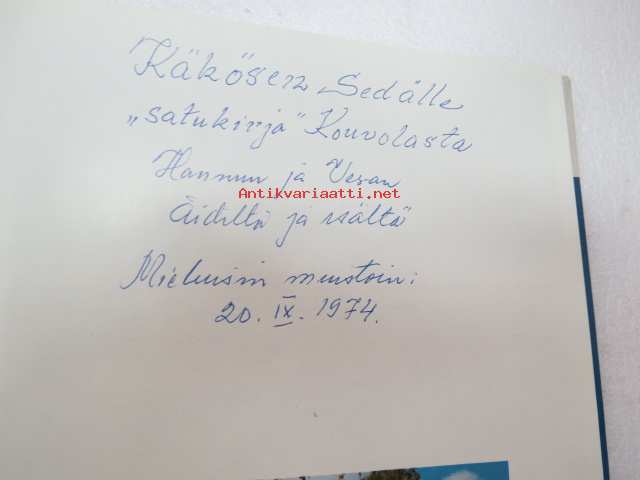 Käkösen Sedälle
„satukirja" Kouvolasta
Hannun ja Vesan
Antikvariaatti.net
Äidiltä ja isältä
Mieluisin muistoin:
20. IX. 1974.